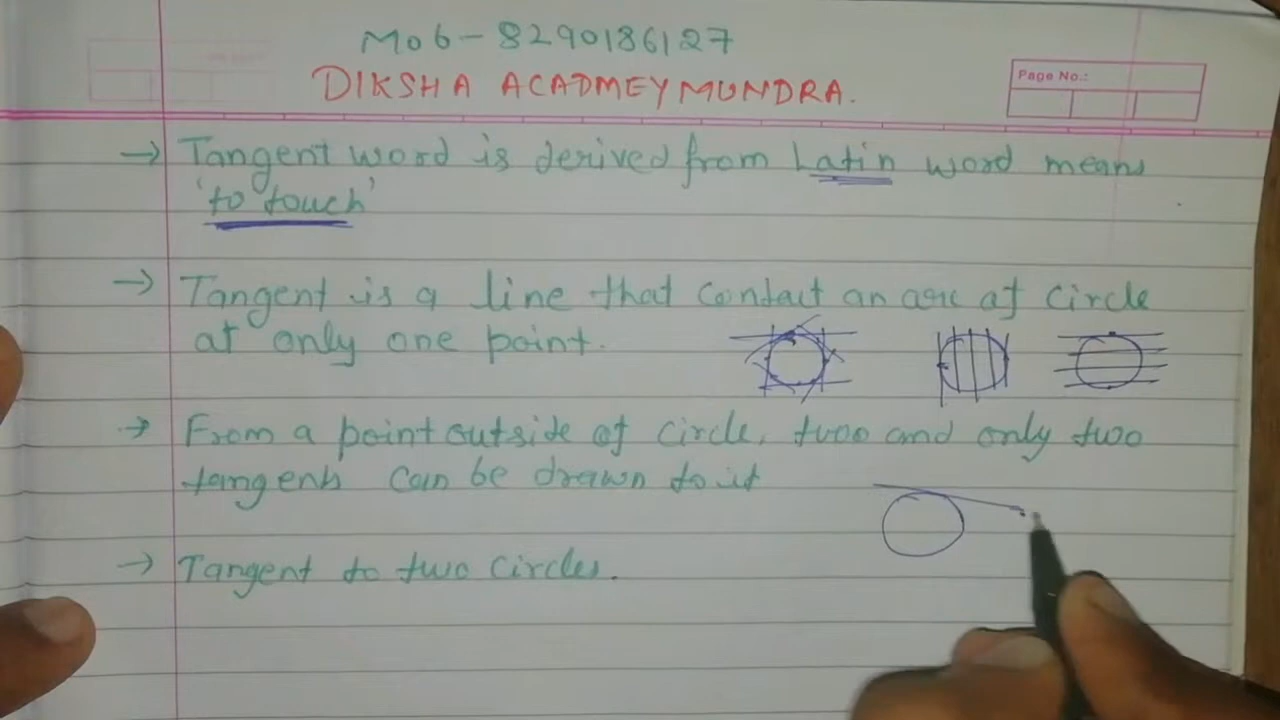 Mob - 8290186127
DIKSHA ACADMEY MUNDRA.
Page No.:
→ Tangent word is derived from Latin word means
'to touch'
→ Tangent is a line that contact an arc of circle
at only one point.
→ From a point outside of circle, two and only two
tangents can be drawn to it
→ Tangent to two circles.